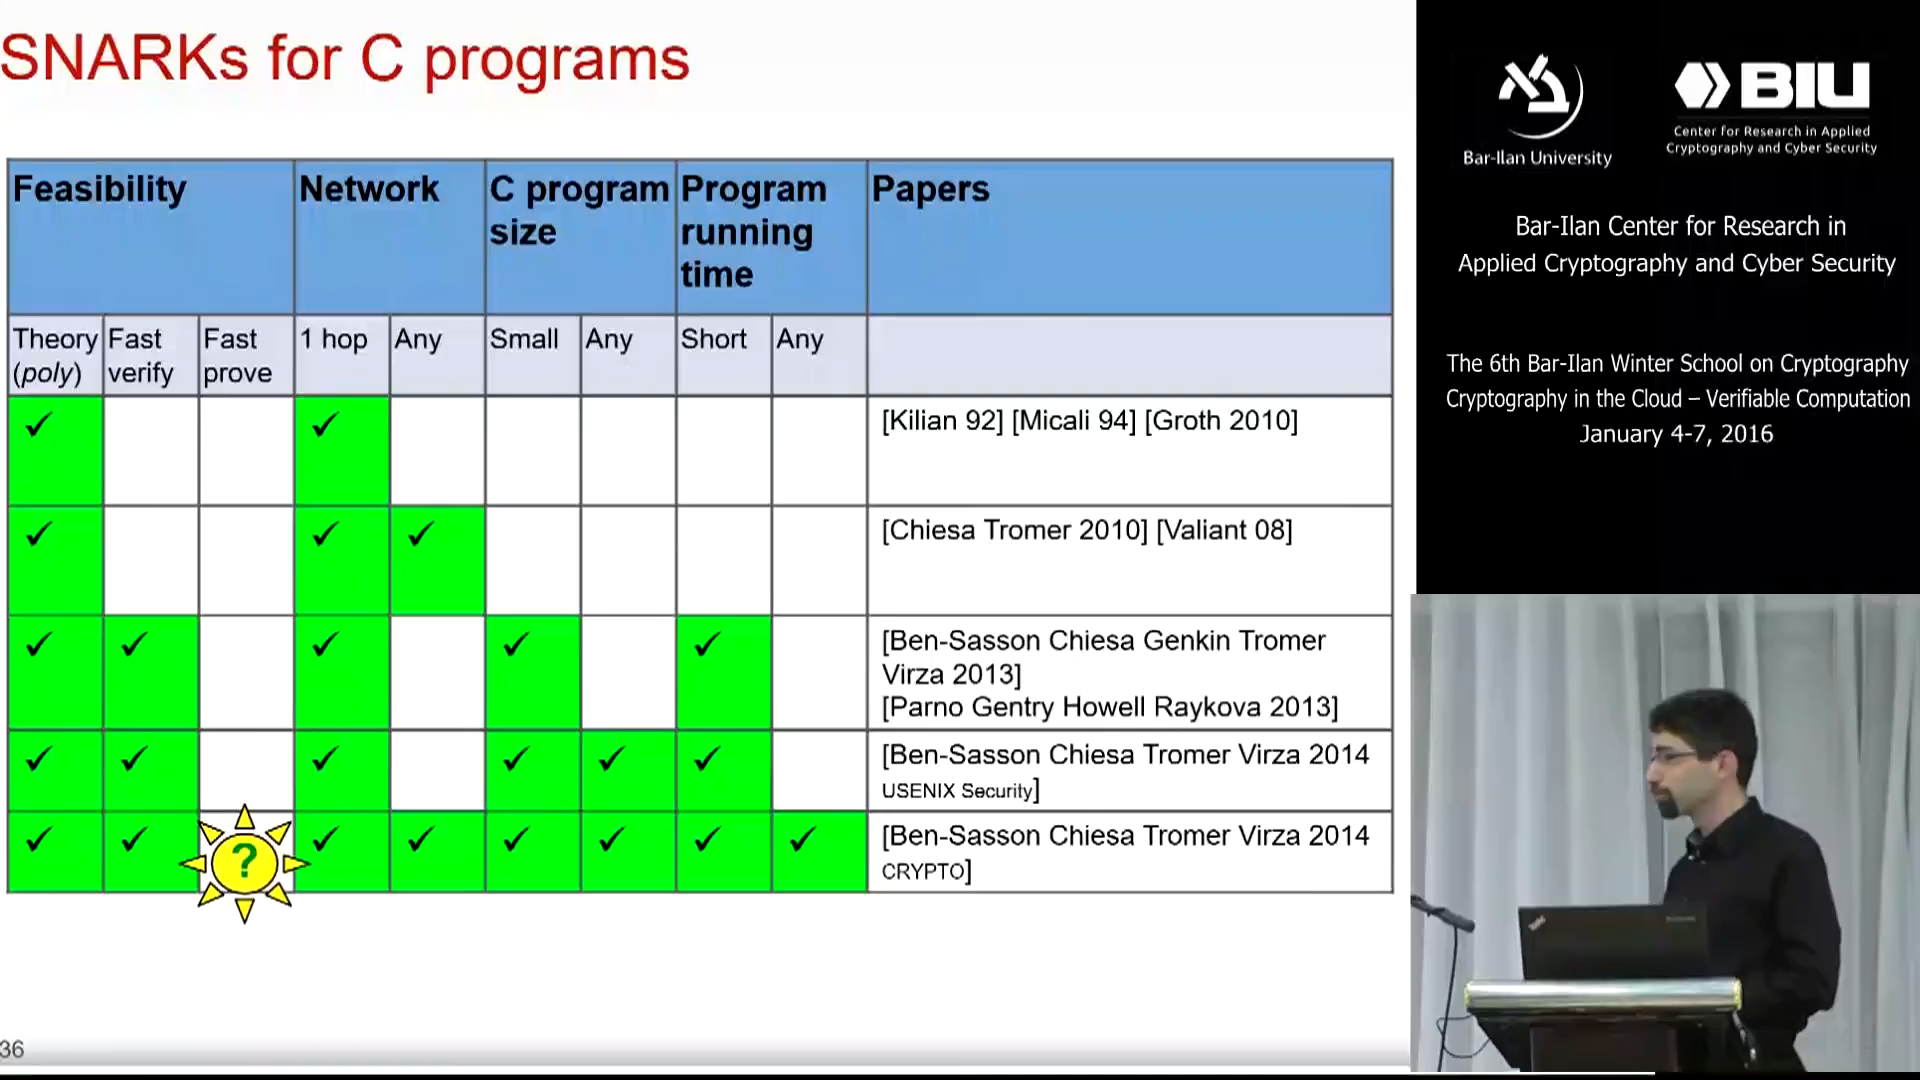 SNARKs for C programs
Feasibility Network C program size Program running time Papers
Theory (poly) Fast verify Fast prove 1 hop Any Small Any Short Any
✓ ✓ [Kilian 92] [Micali 94] [Groth 2010]
✓ ✓ ✓ [Chiesa Tromer 2010] [Valiant 08]
✓ ✓ ✓ ✓ ✓ [Ben-Sasson Chiesa Genkin Tromer
Virza 2013]
[Parno Gentry Howell Raykova 2013]
✓ ✓ ✓ ✓ ✓ ✓ [Ben-Sasson Chiesa Tromer Virza 2014
USENIX Security]
✓ ✓ ? ✓ ✓ ✓ ✓ ✓ ✓ [Ben-Sasson Chiesa Tromer Virza 2014
CRYPTO]
36
Bar-Ilan University
BIU
Center for Research in Applied
Cryptography and Cyber Security
Bar-Ilan Center for Research in
Applied Cryptography and Cyber Security
The 6th Bar-Ilan Winter School on Cryptography
Cryptography in the Cloud – Verifiable Computation
January 4-7, 2016